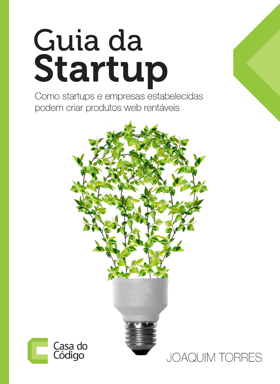 Guia da
Startup
Como startups e empresas estabelecidas
podem criar produtos web rentáveis
Casa do
Código
JOAQUIM TORRES